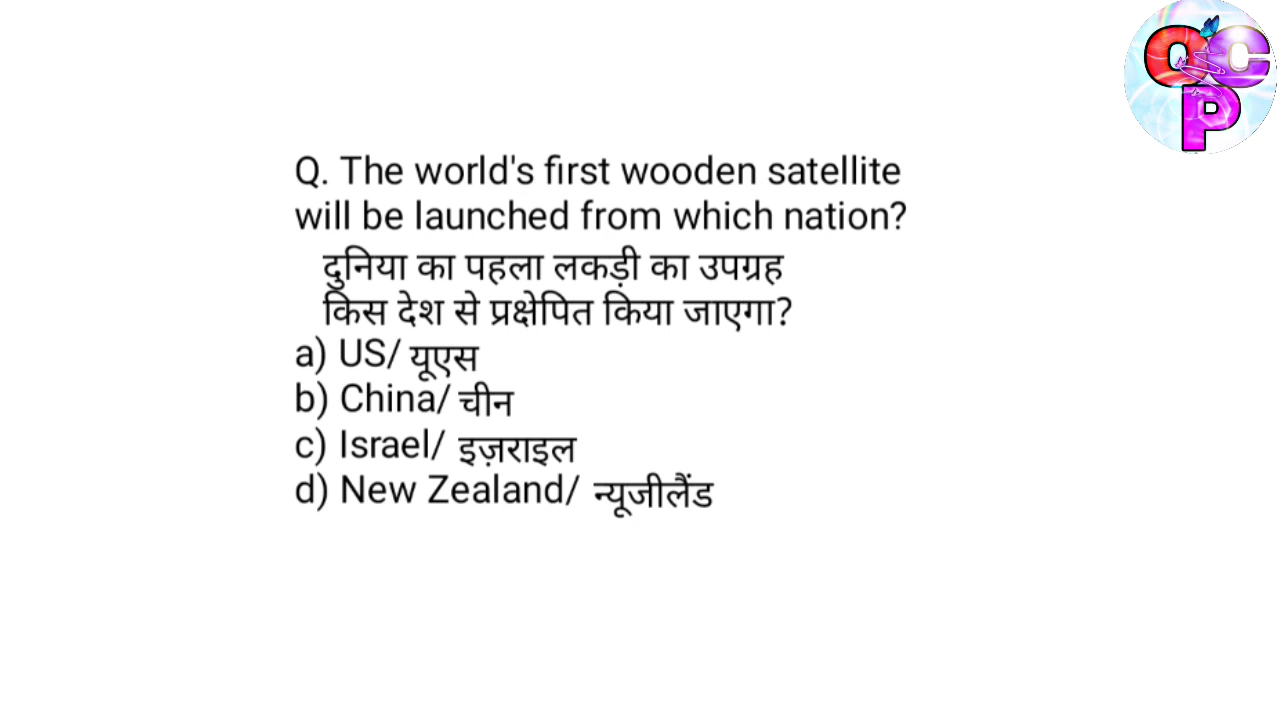 QC
P
Q. The world's first wooden satellite
will be launched from which nation?
दुनिया का पहला लकड़ी का उपग्रह
किस देश से प्रक्षेपित किया जाएगा?
a) US/ यूएस
b) China/ चीन
c) Israel/ इज़राइल
d) New Zealand/ न्यूजीलैंड